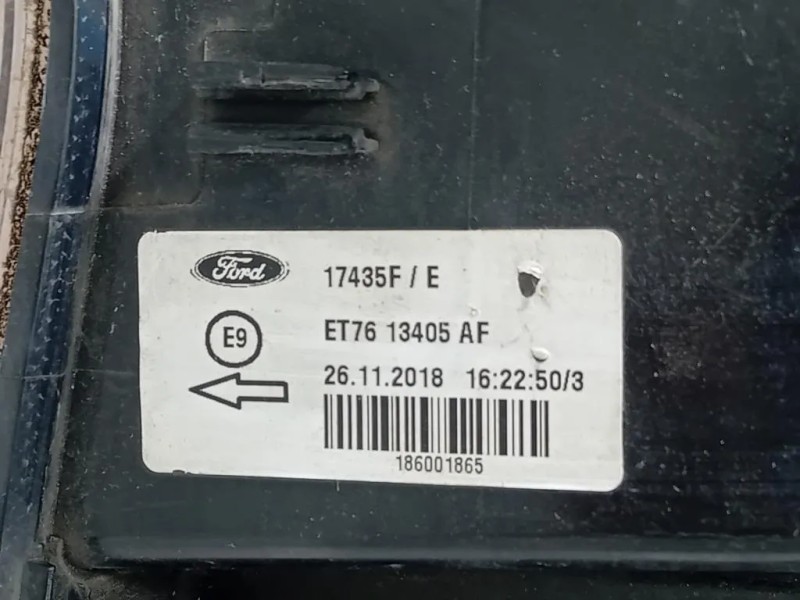 Ford
17435F / E
E9
ET76 13405 AF
26.11.2018 16:22:50/3
186001865